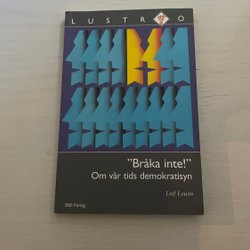 LUSTRO
"Bråka inte!"
Om vår tids demokratisyn
Leif Lewin
SNS Förlag